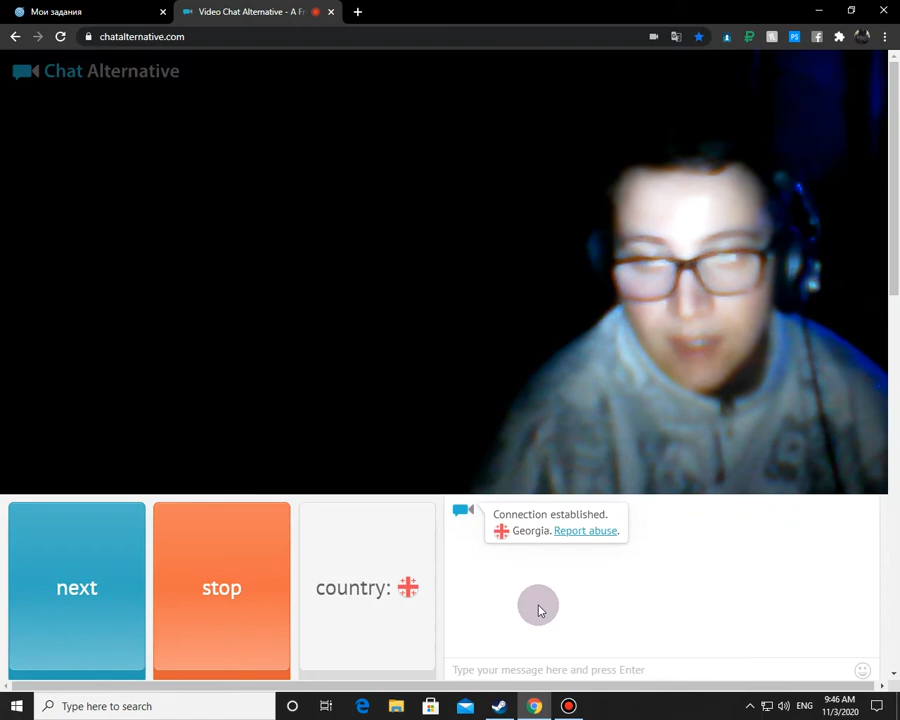 Мои задания
Video Chat Alternative - A Fr
chatalternative.com
Chat Alternative
Connection established.
Georgia. Report abuse.
next
stop
country:
Type your message here and press Enter
Type here to search
ENG
9:46 AM
11/3/2020